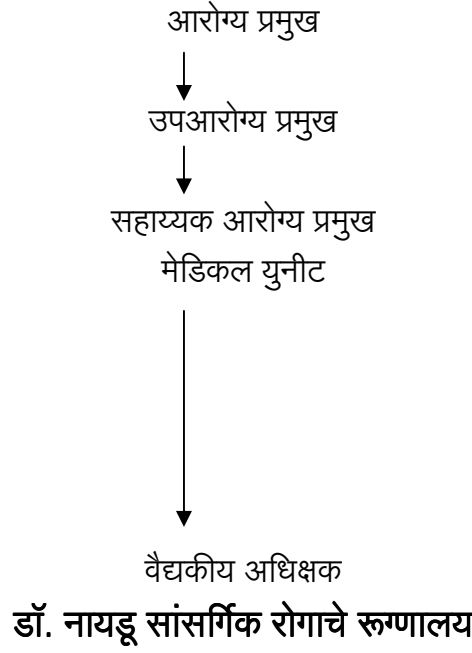 आरोग्य प्रमुख
उपआरोग्य प्रमुख
सहाय्यक आरोग्य प्रमुख
मेडिकल युनीट
वैद्यकीय अधिक्षक
डॉ. नायडू सांसर्गिक रोगाचे रूग्णालय